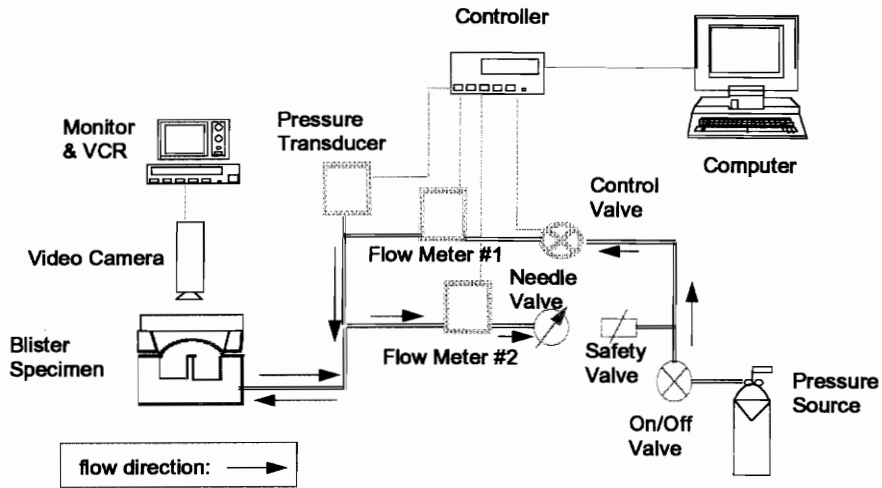 Controller
Pressure
Transducer
Monitor
& VCR
Computer
Control
Valve
Video Camera
Flow Meter #1
Needle
Valve
Blister
Specimen
Flow Meter #2
Safety
Valve
Pressure
Source
On/Off
Valve
flow direction: